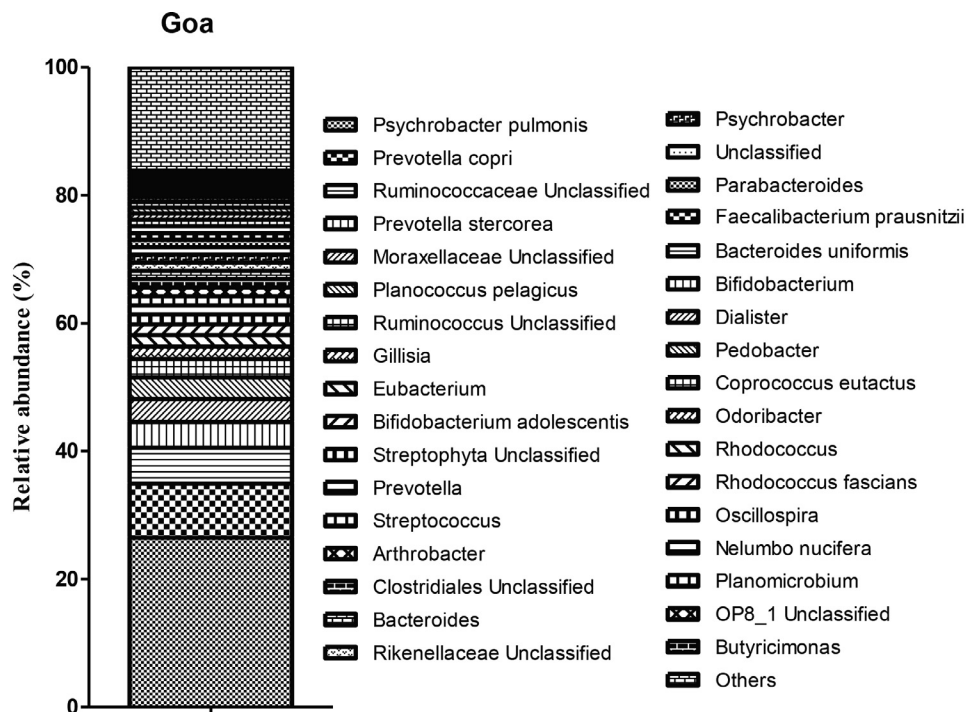 Goa
Relative abundance (%)
100
80
60
40
20
0
Psychrobacter pulmonis
Prevotella copri
Ruminococcaceae Unclassified
Prevotella stercorea
Moraxellaceae Unclassified
Planococcus pelagicus
Ruminococcus Unclassified
Gillisia
Eubacterium
Bifidobacterium adolescentis
Streptophyta Unclassified
Prevotella
Streptococcus
Arthrobacter
Clostridiales Unclassified
Bacteroides
Rikenellaceae Unclassified
Psychrobacter
Unclassified
Parabacteroides
Faecalibacterium prausnitzii
Bacteroides uniformis
Bifidobacterium
Dialister
Pedobacter
Coprococcus eutactus
Odoribacter
Rhodococcus
Rhodococcus fascians
Oscillospira
Nelumbo nucifera
Planomicrobium
OP8_1 Unclassified
Butyricimonas
Others